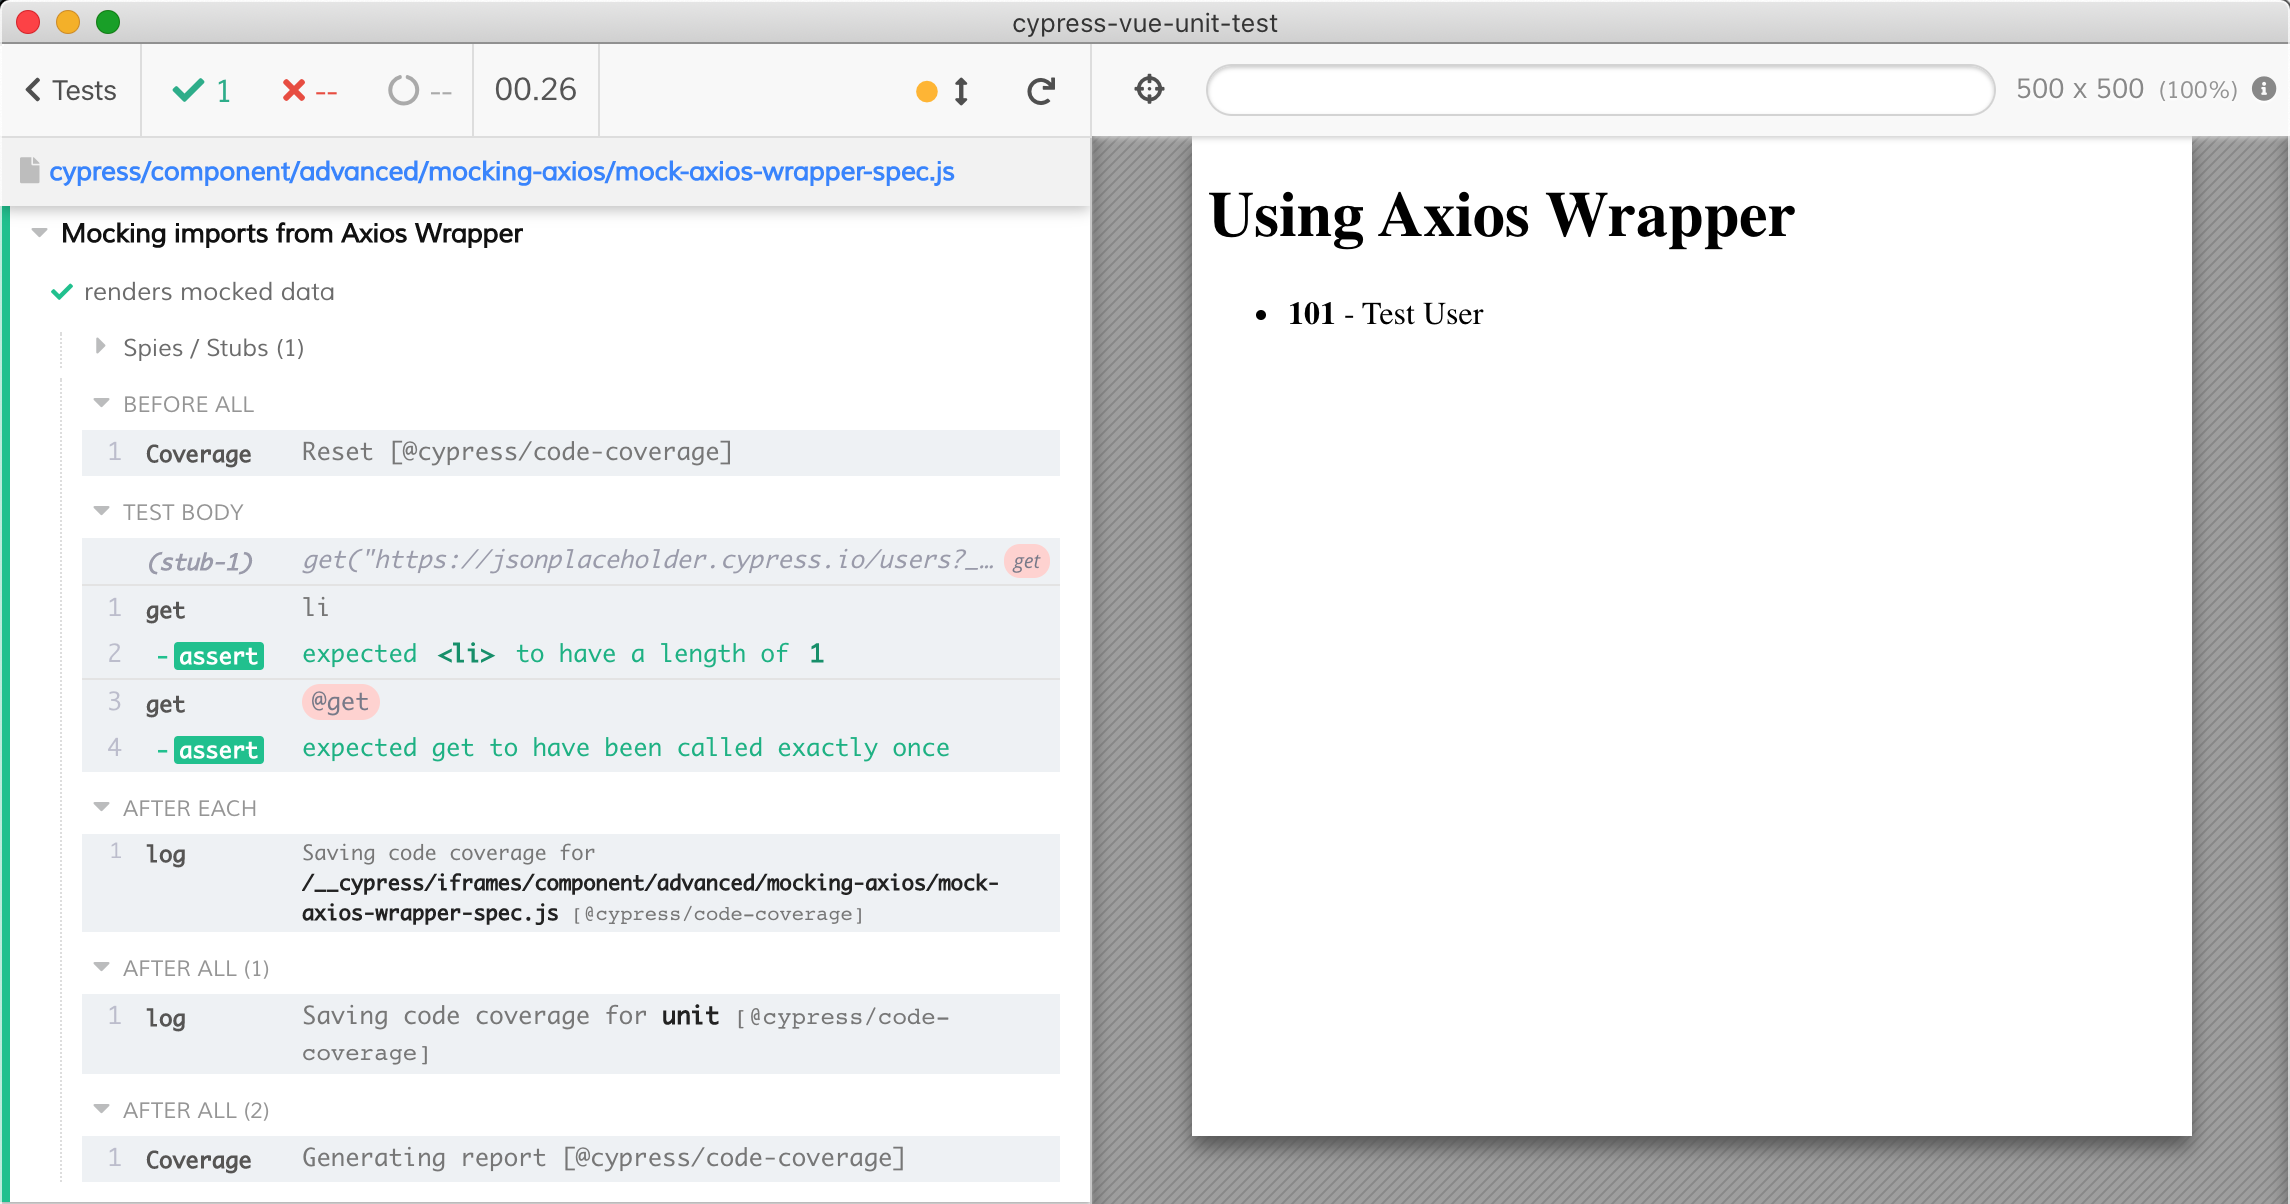 cypress-vue-unit-test
Tests 1 -- -- 00.26
500 x 500 (100%)
cypress/component/advanced/mocking-axios/mock-axios-wrapper-spec.js
Mocking imports from Axios Wrapper
renders mocked data
Spies / Stubs (1)
BEFORE ALL
1 Coverage Reset [@cypress/code-coverage]
TEST BODY
(stub-1) get("https://jsonplaceholder.cypress.io/users?_… get
1 get li
2 -assert expected <li> to have a length of 1
3 get @get
4 -assert expected get to have been called exactly once
AFTER EACH
1 log Saving code coverage for
/__cypress/iframes/component/advanced/mocking-axios/mock-
axios-wrapper-spec.js [@cypress/code-coverage]
AFTER ALL (1)
1 log Saving code coverage for unit [@cypress/code-
coverage]
AFTER ALL (2)
1 Coverage Generating report [@cypress/code-coverage]
Using Axios Wrapper
• 101 - Test User